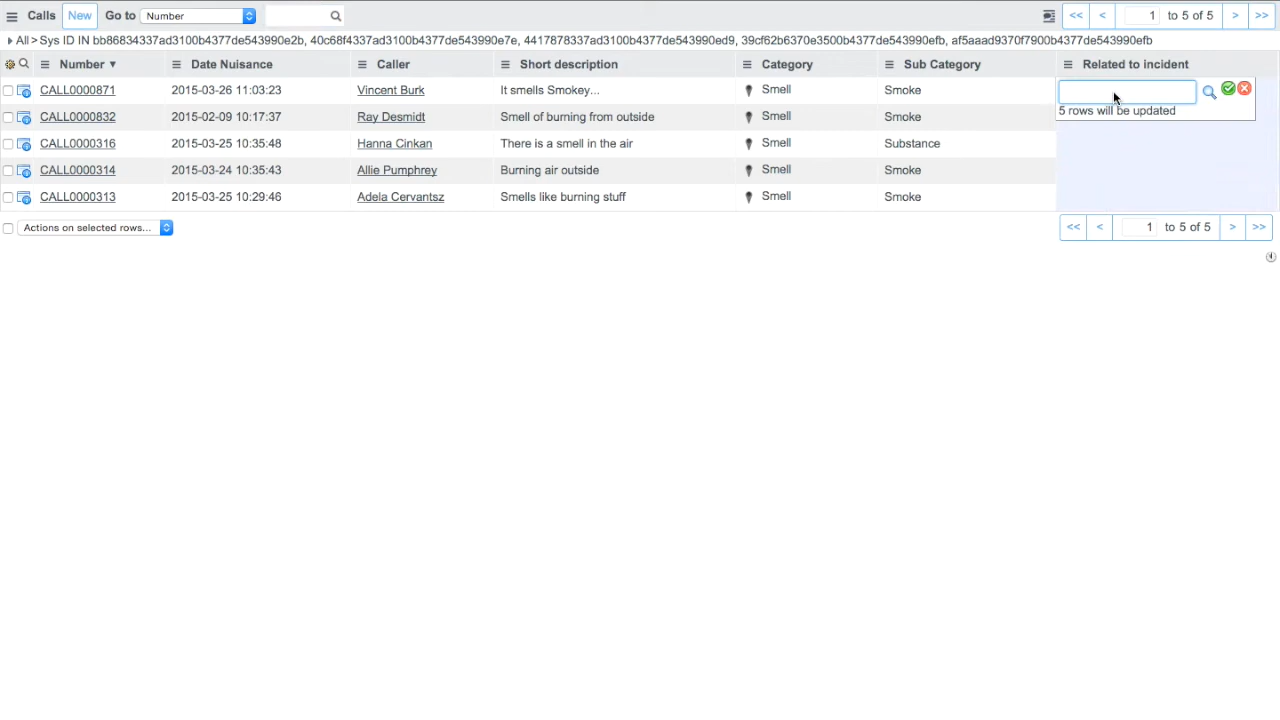 Calls New Go to Number 1 to 5 of 5
<< < > >>
All > Sys ID IN bb86834337ad3100b4377de543990e2b, 40c68f4337ad3100b4377de543990e7e, 4417878337ad3100b4377de543990ed9, 39cf62b6370e3500b4377de543990efb, af5aaad9370f7900b4377de543990efb
Number ▼ Date Nuisance Caller Short description Category Sub Category Related to incident
CALL0000871 2015-03-26 11:03:23 Vincent Burk It smells Smokey... Smell Smoke
5 rows will be updated
CALL0000832 2015-02-09 10:17:37 Ray Desmidt Smell of burning from outside Smell Smoke
CALL0000316 2015-03-25 10:35:48 Hanna Cinkan There is a smell in the air Smell Substance
CALL0000314 2015-03-24 10:35:43 Allie Pumphrey Burning air outside Smell Smoke
CALL0000313 2015-03-25 10:29:46 Adela Cervantsz Smells like burning stuff Smell Smoke
Actions on selected rows... << < 1 to 5 of 5 > >>